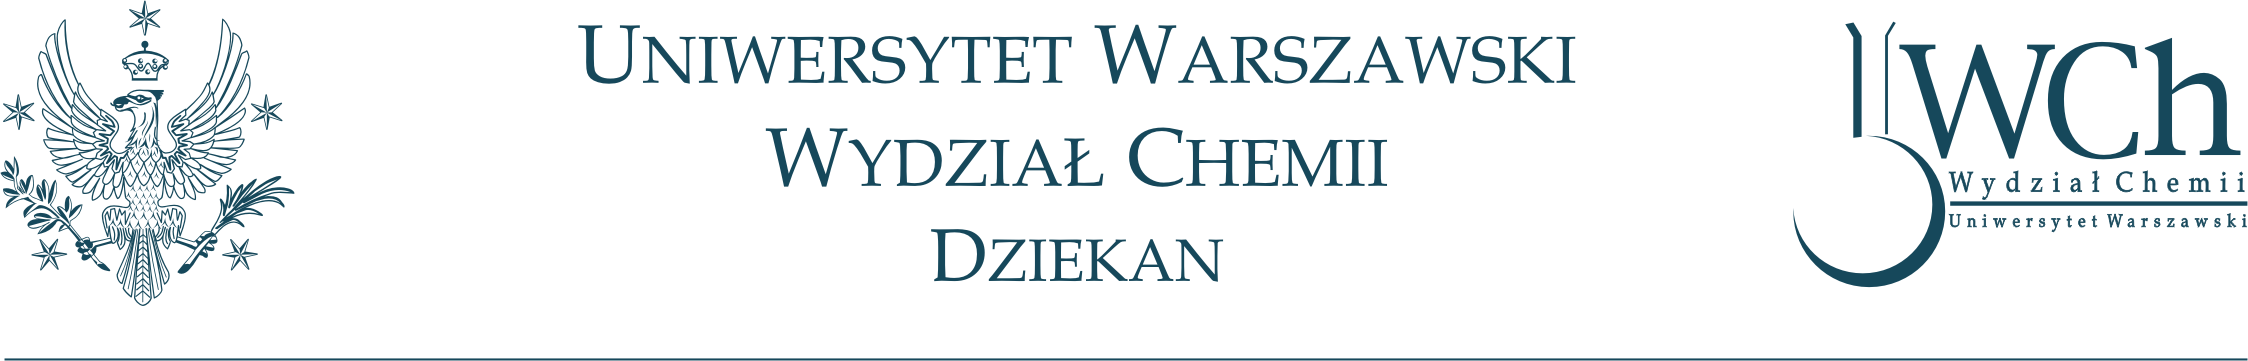 UNIWERSYTET WARSZAWSKI
WYDZIAŁ CHEMII
DZIEKAN
WCh
Wydział Chemii
Uniwersytet Warszawski